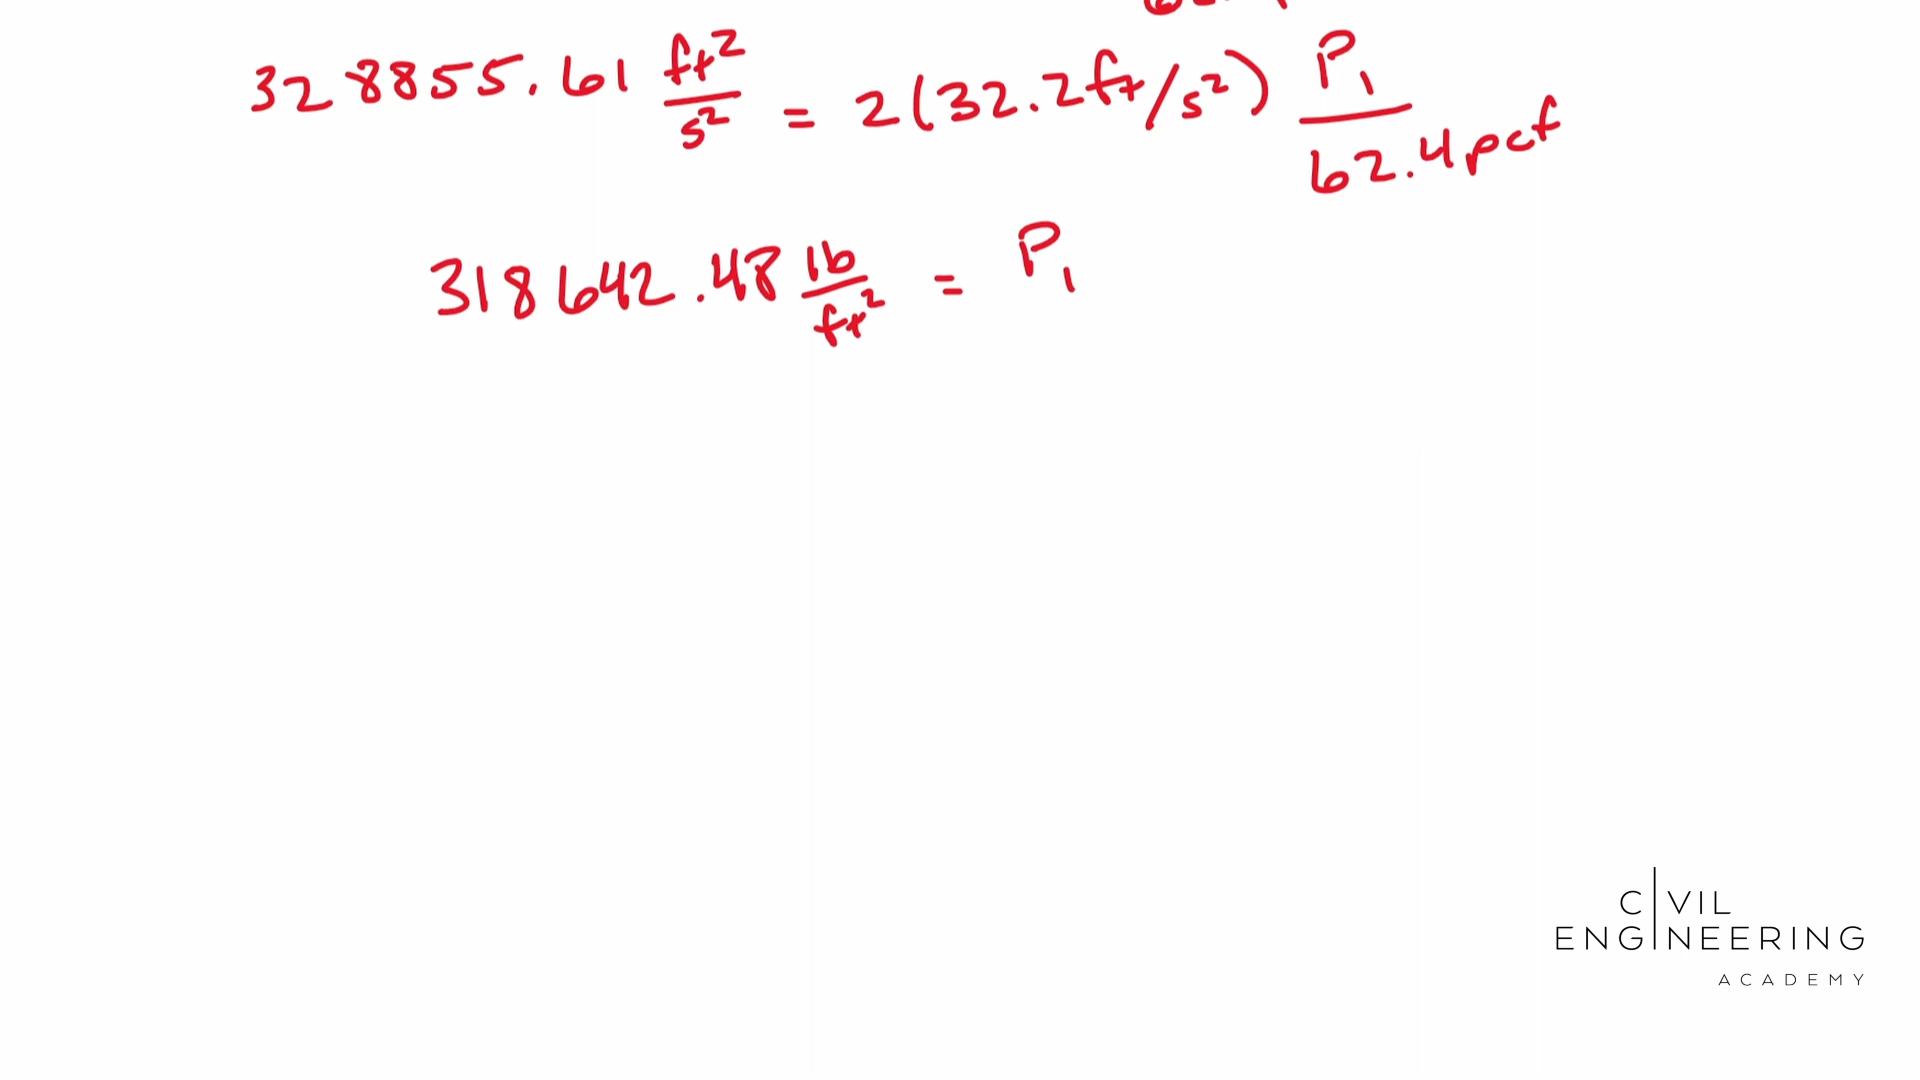 328855.61 ft²/s² = 2(32.2ft/s²) P₁/62.4pcf
318642.48 lb/ft² = P₁
CIVIL
ENGINEERING
ACADEMY